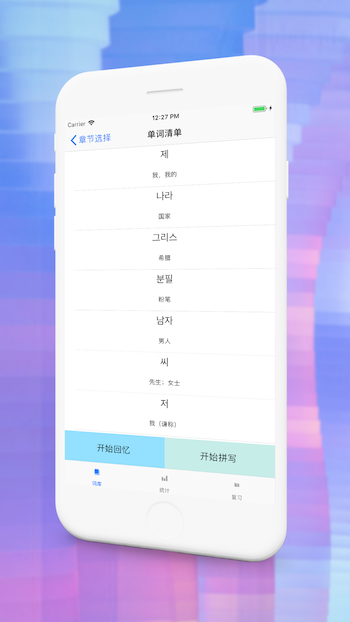 Carrier
12:27 PM
章节选择
单词清单
제
我，我的
나라
国家
그리스
希腊
분필
粉笔
남자
男人
씨
先生；女士
저
我（谦称）
开始回忆
开始拼写
词库
统计
复习